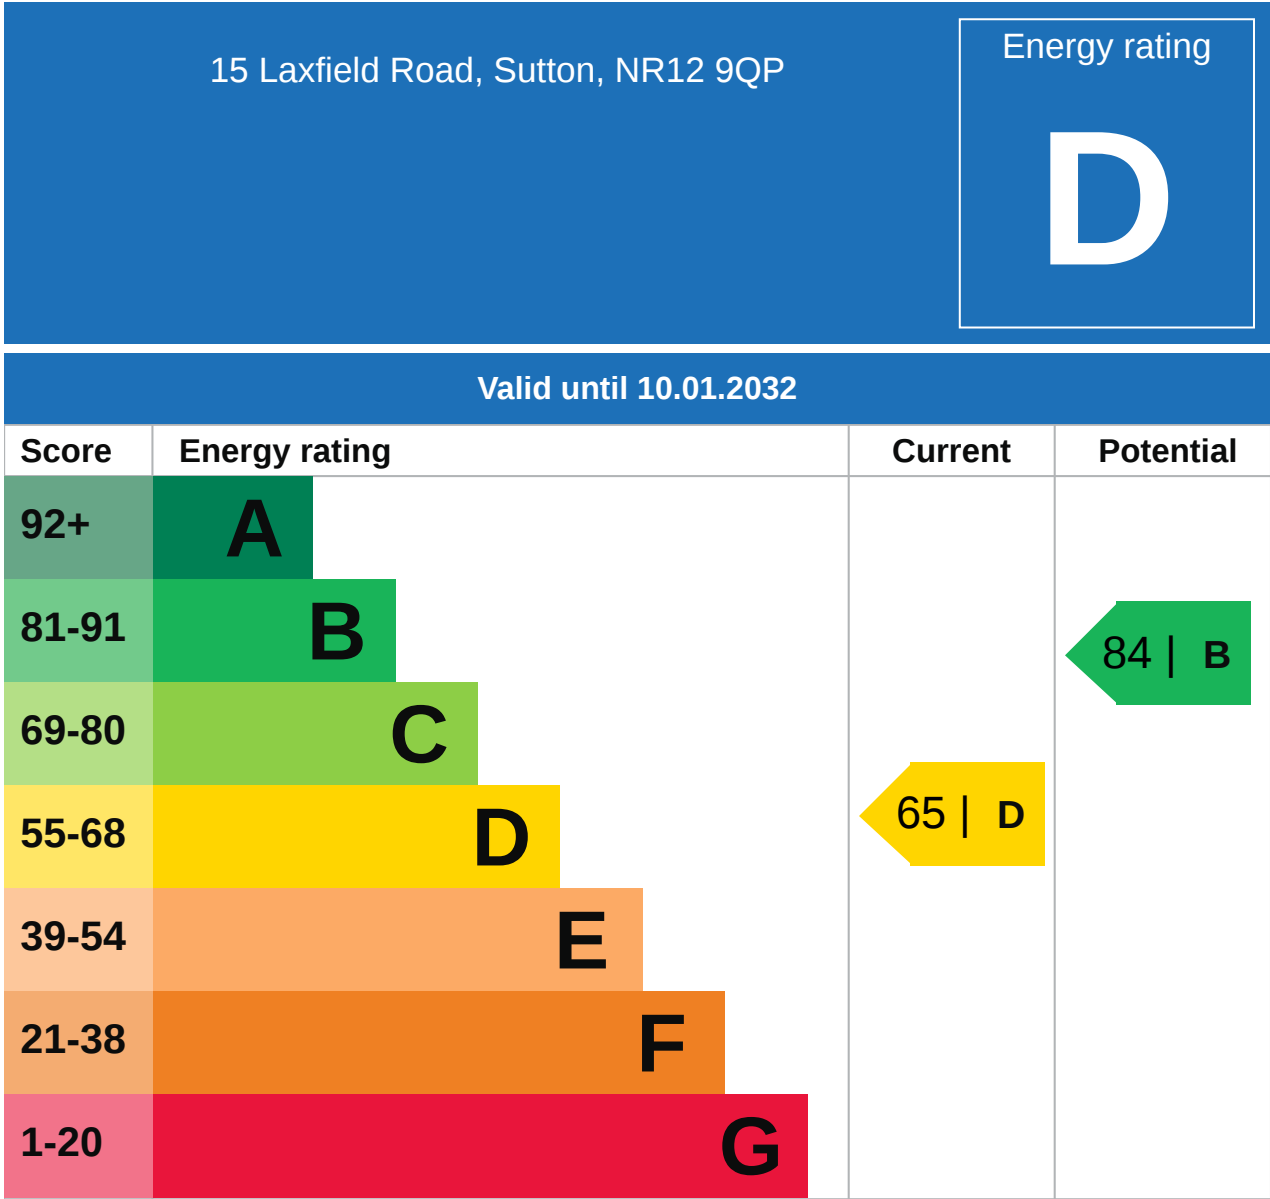 15 Laxfield Road, Sutton, NR12 9QP
Energy rating
D
Valid until 10.01.2032
Score Energy rating Current Potential
92+ A
81-91 B
84 | B
69-80 C
55-68 D
65 | D
39-54 E
21-38 F
1-20 G